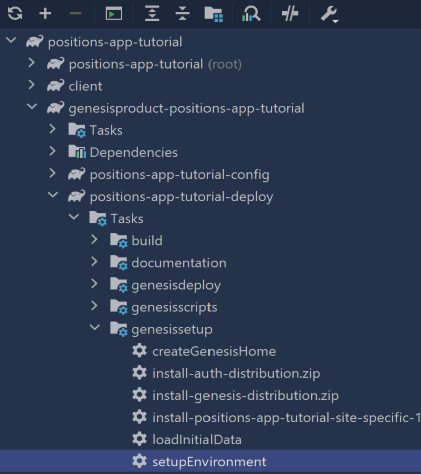 positions-app-tutorial
positions-app-tutorial (root)
client
genesisproduct-positions-app-tutorial
Tasks
Dependencies
positions-app-tutorial-config
positions-app-tutorial-deploy
Tasks
build
documentation
genesisdeploy
genesisscripts
genesissetup
createGenesisHome
install-auth-distribution.zip
install-genesis-distribution.zip
install-positions-app-tutorial-site-specific-1
loadInitialData
setupEnvironment